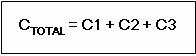 CTOTAL = C1 + C2 + C3